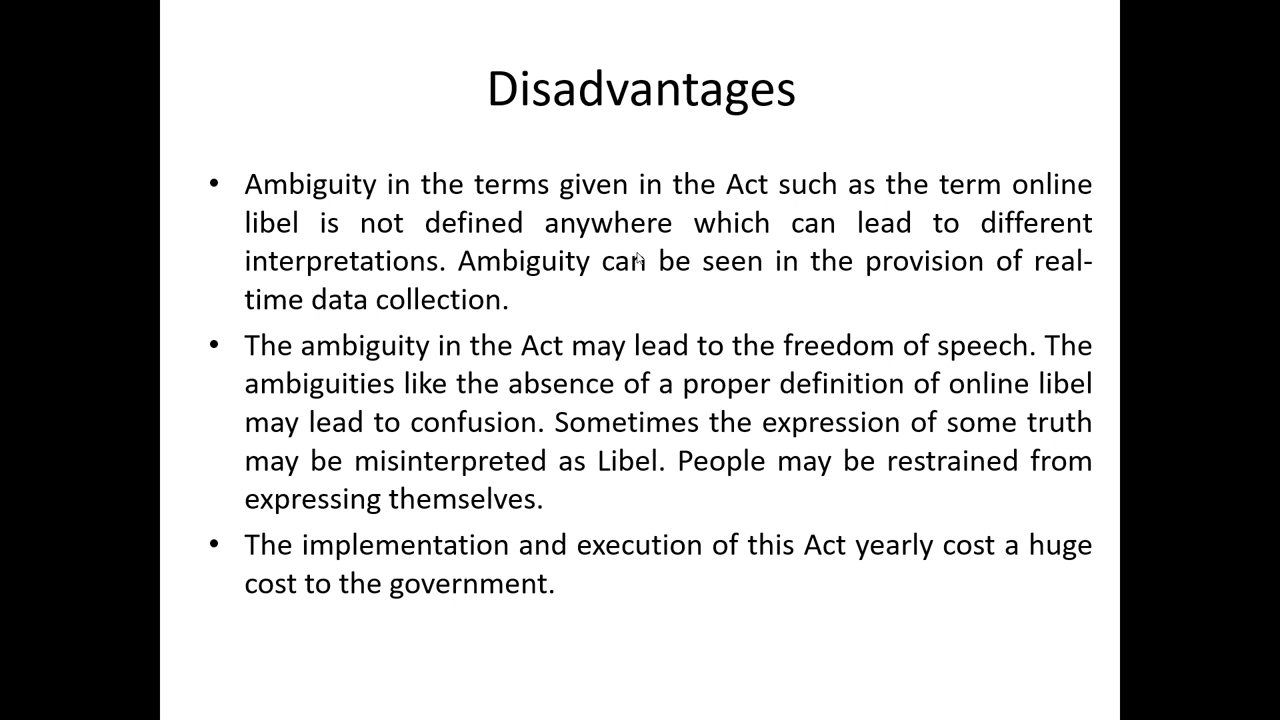 Disadvantages
• Ambiguity in the terms given in the Act such as the term online
libel is not defined anywhere which can lead to different
interpretations. Ambiguity can be seen in the provision of real-
time data collection.
• The ambiguity in the Act may lead to the freedom of speech. The
ambiguities like the absence of a proper definition of online libel
may lead to confusion. Sometimes the expression of some truth
may be misinterpreted as Libel. People may be restrained from
expressing themselves.
• The implementation and execution of this Act yearly cost a huge
cost to the government.